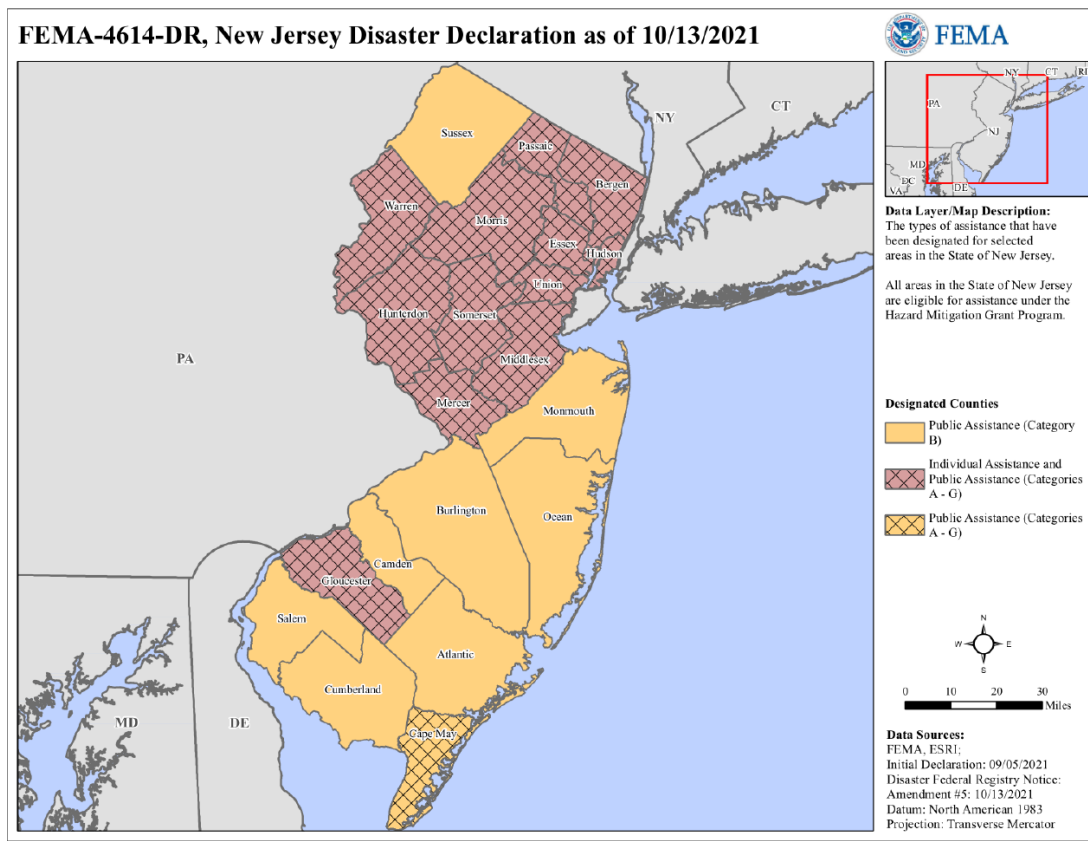 FEMA-4614-DR, New Jersey Disaster Declaration as of 10/13/2021
FEMA
NY
CT
RI
PA
NJ
MD
DC
VA
DE
Data Layer/Map Description:
The types of assistance that have
been designated for selected
areas in the State of New Jersey.
All areas in the State of New Jersey
are eligible for assistance under the
Hazard Mitigation Grant Program.
Designated Counties
Public Assistance (Category
B)
Individual Assistance and
Public Assistance (Categories
A - G)
Public Assistance (Categories
A - G)
N
W
E
S
0 10 20 30
Miles
Data Sources:
FEMA, ESRI;
Initial Declaration: 09/05/2021
Disaster Federal Registry Notice:
Amendment #5: 10/13/2021
Datum: North American 1983
Projection: Transverse Mercator
NY
CT
Sussex
Passaic
Bergen
Warren
Morris
Essex
Hudson
Union
Hunterdon
Somerset
Middlesex
PA
Mercer
Monmouth
Burlington
Ocean
Camden
Gloucester
Salem
Atlantic
Cumberland
Cape May
MD
DE